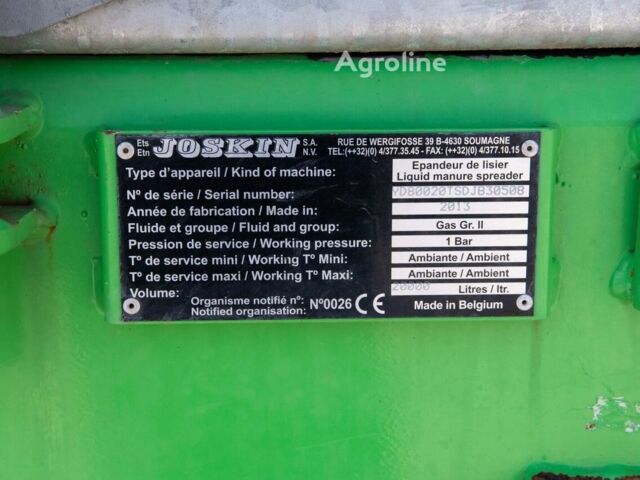 Agroline
Ets Etn JOSKIN S.A. N.V.
RUE DE WERGIFOSSE 39 B-4630 SOUMAGNE
TEL:(++32)(0) 4/377.35.45 - FAX: (++32)(0) 4/377.10.15
Type d'appareil / Kind of machine: Epandeur de lisier
Liquid manure spreader
N° de série / Serial number: YD80020TSDJB30508
Année de fabrication / Made in: 2013
Fluide et groupe / Fluid and group: Gas Gr. II
Pression de service / Working pressure: 1 Bar
T° de service mini / Working T° Mini: Ambiante / Ambient
T° de service maxi / Working T° Maxi: Ambiante / Ambient
Volume: 20000 Litres / ltr.
Organisme notifié n°:
Notified organisation: N°0026 CE Made in Belgium